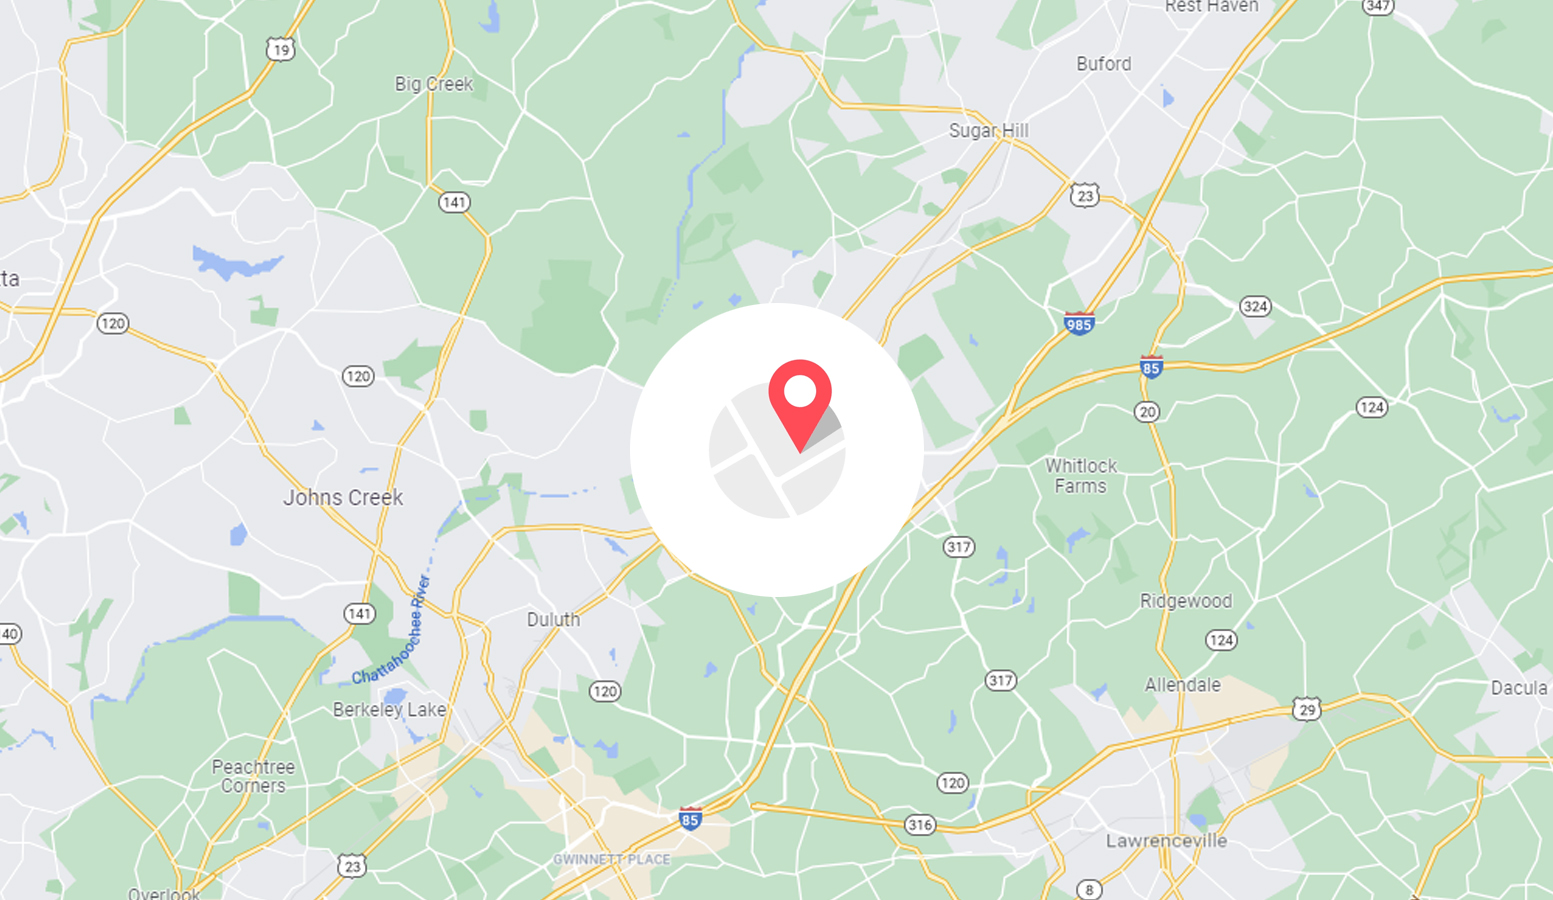 Rest Haven
347
19
Buford
Big Creek
Sugar Hill
141
23
ta
324
120
985
85
120
124
20
Whitlock
Farms
Johns Creek
317
Chattahoochee River
Ridgewood
141
Duluth
40
124
317
Allendale
Dacula
120
Berkeley Lake
29
Peachtree
Corners
120
85
316
Lawrenceville
GWINNETT PLACE
23
8
Overlook